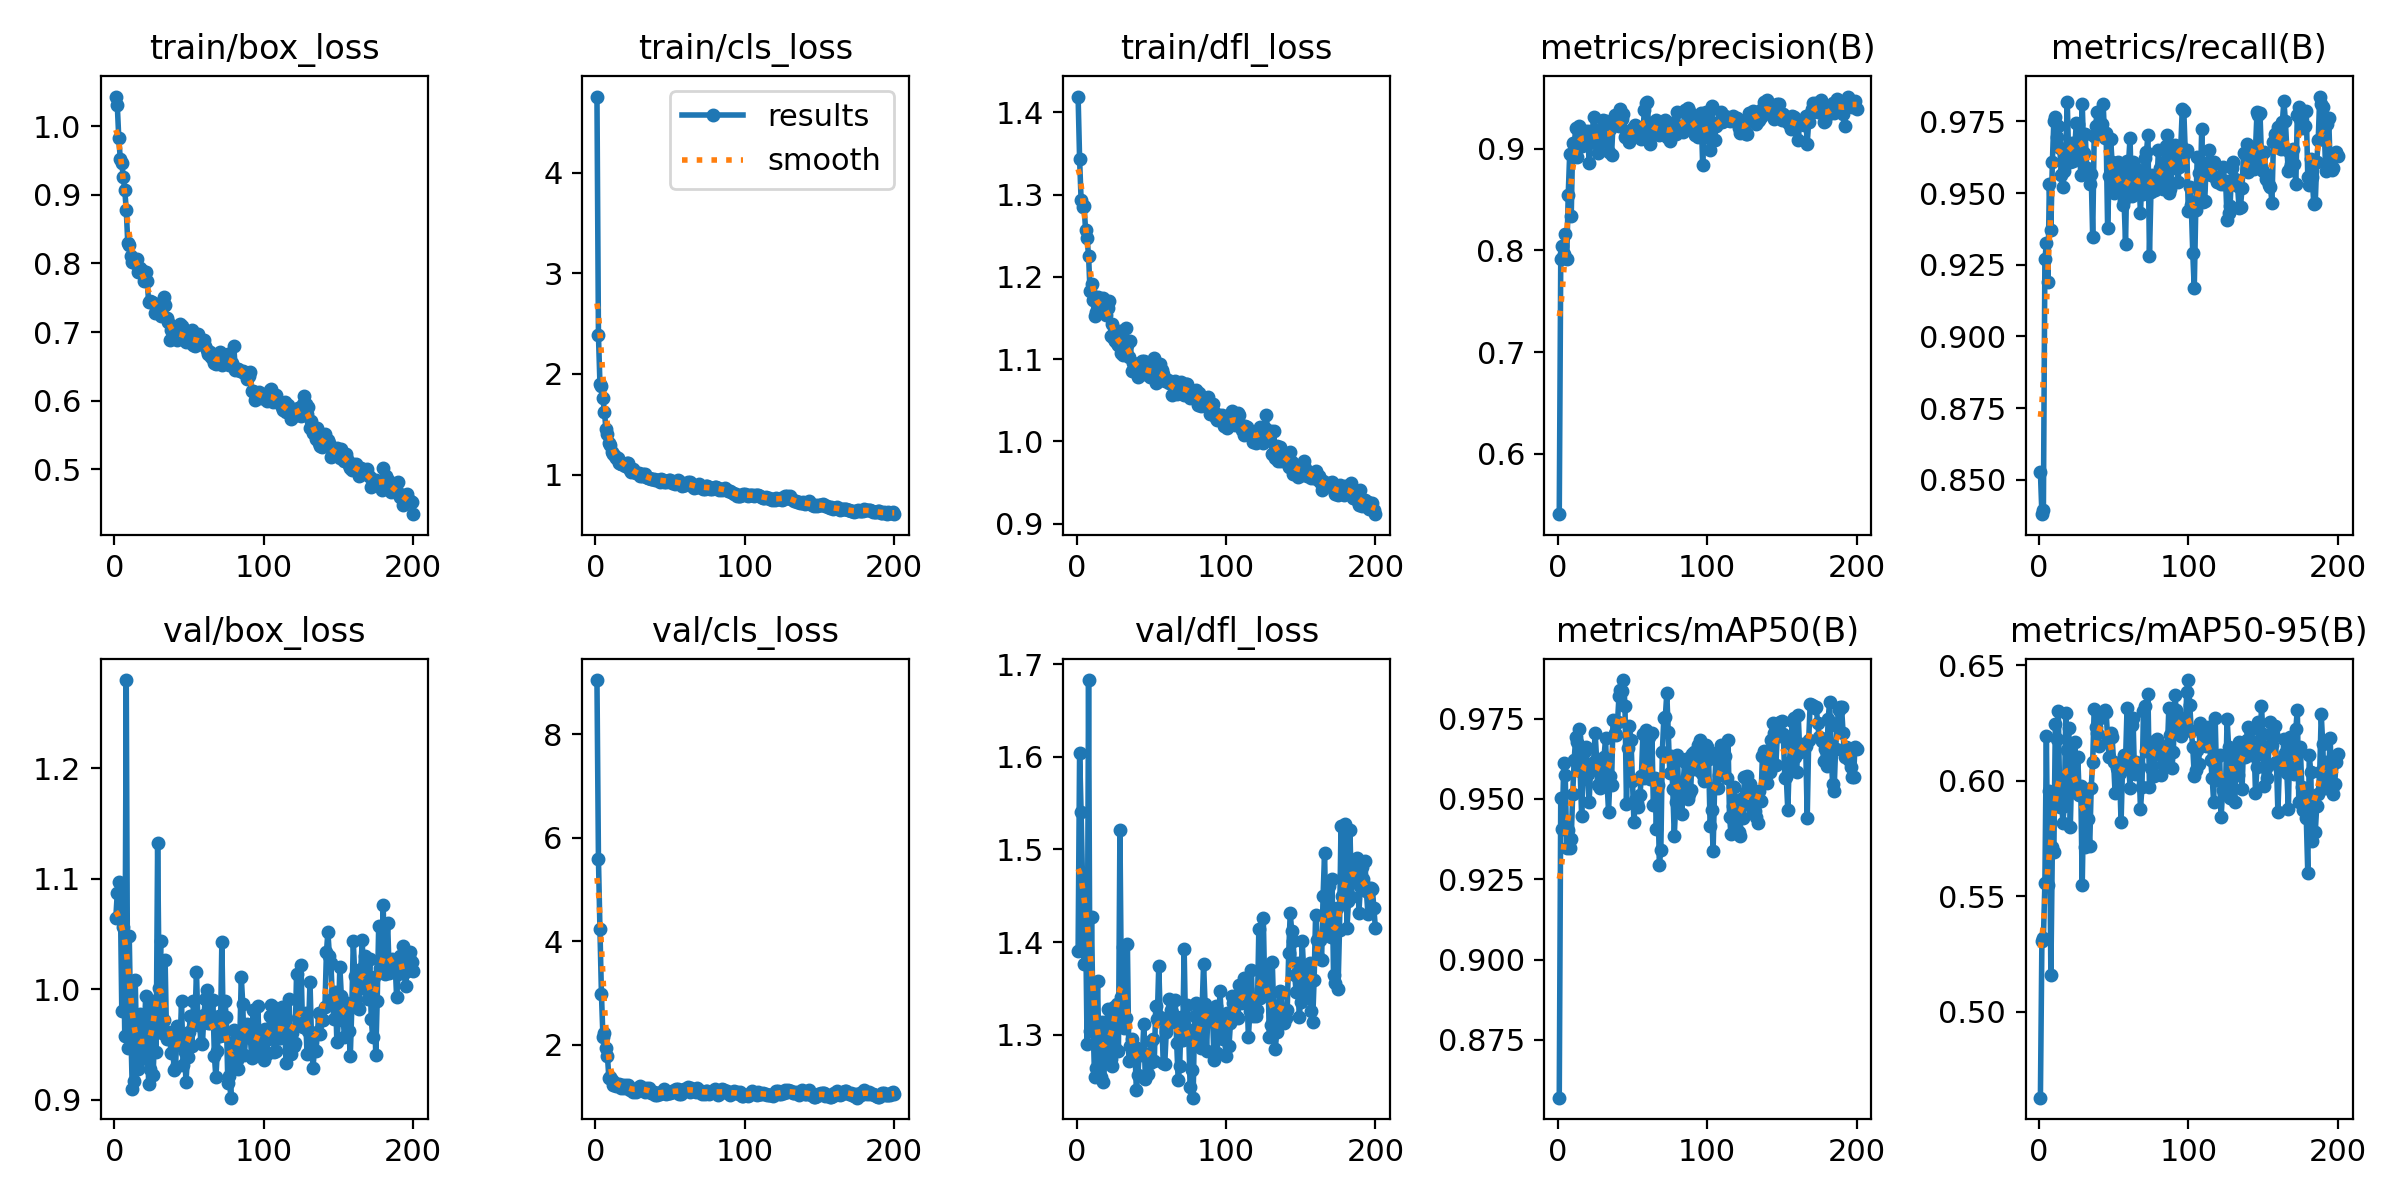 train/box_loss
1.0
0.9
0.8
0.7
0.6
0.5
0 100 200
train/cls_loss
results
smooth
4
3
2
1
0 100 200
train/dfl_loss
1.4
1.3
1.2
1.1
1.0
0.9
0 100 200
metrics/precision(B)
0.9
0.8
0.7
0.6
0 100 200
metrics/recall(B)
0.975
0.950
0.925
0.900
0.875
0.850
0 100 200
val/box_loss
1.2
1.1
1.0
0.9
0 100 200
val/cls_loss
8
6
4
2
0 100 200
val/dfl_loss
1.7
1.6
1.5
1.4
1.3
0 100 200
metrics/mAP50(B)
0.975
0.950
0.925
0.900
0.875
0 100 200
metrics/mAP50-95(B)
0.65
0.60
0.55
0.50
0 100 200